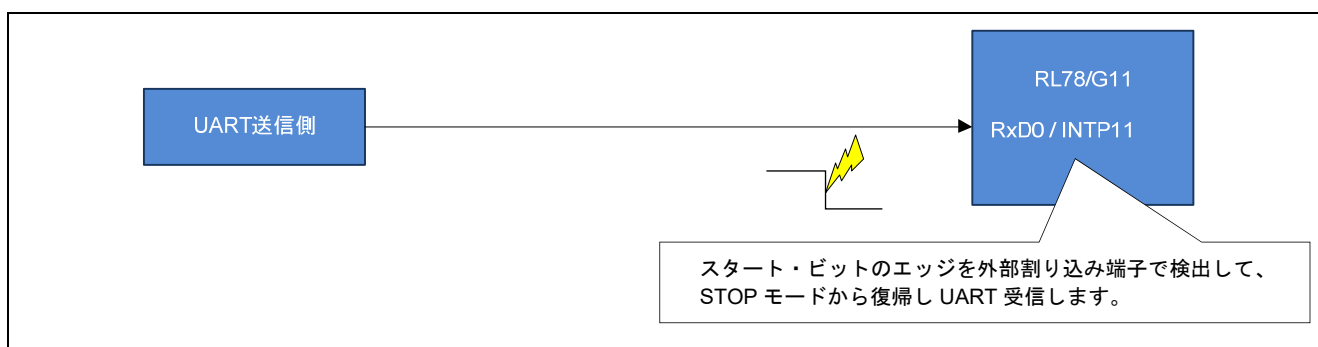 RL78/G11
UART送信側
RxD0 / INTP11
スタート・ビットのエッジを外部割り込み端子で検出して、
STOP モードから復帰し UART 受信します。